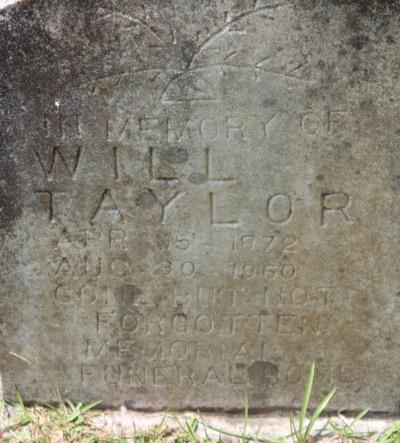 IN MEMORY OF
WILL
TAYLOR
APR 15 1872
AUG 30 1960
GONE BUT NOT
FORGOTTEN
MEMORIAL
FUNERAL HOME